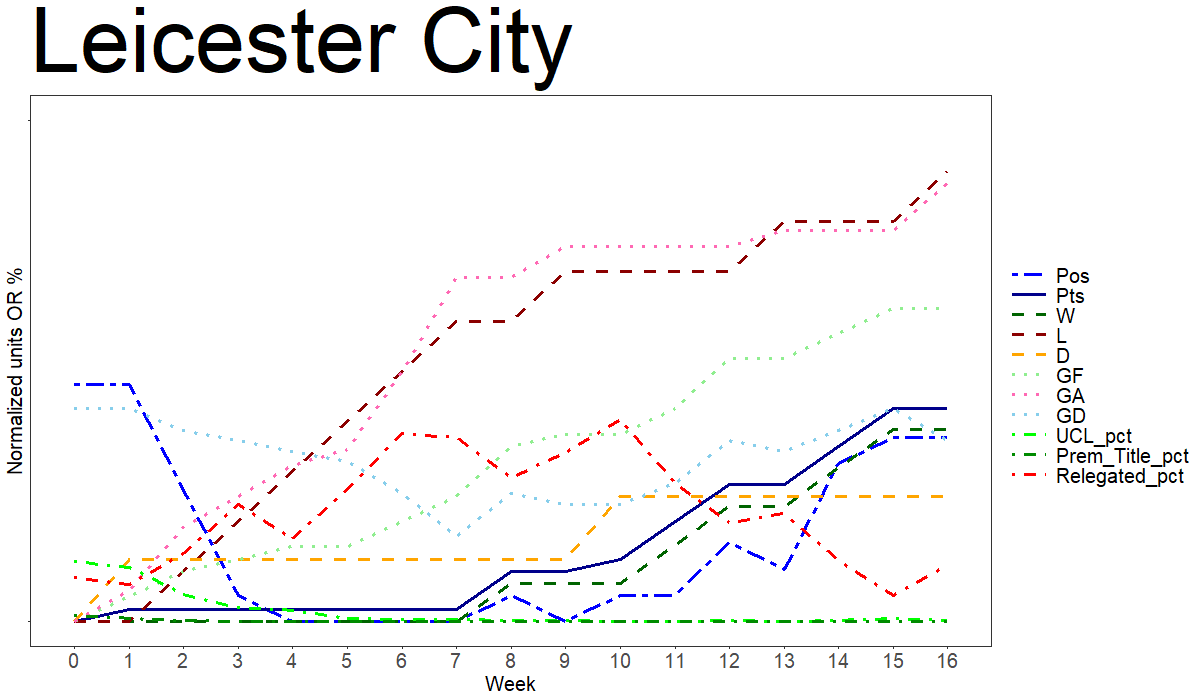 Leicester City
Normalized units OR %
Pos
Pts
W
L
D
GF
GA
GD
UCL_pct
Prem_Title_pct
Relegated_pct
0 1 2 3 4 5 6 7 8 9 10 11 12 13 14 15 16
Week